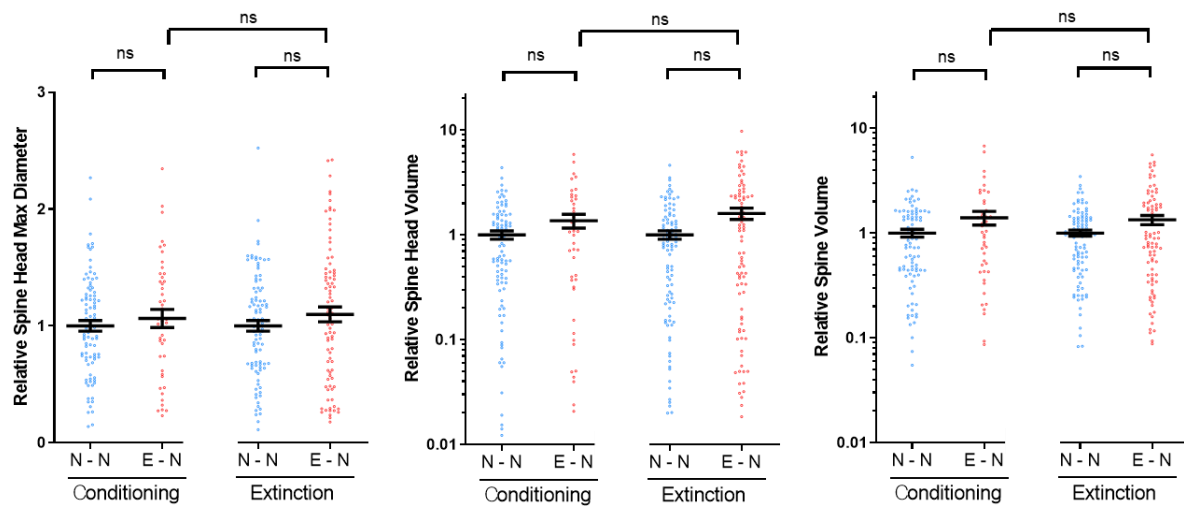 ns
ns
ns
3
2
1
0
Relative Spine Head Max Diameter
N - N
E - N
N - N
E - N
Conditioning
Extinction
ns
ns
ns
10
1
0.1
0.01
Relative Spine Head Volume
N - N
E - N
N - N
E - N
Conditioning
Extinction
ns
ns
ns
10
1
0.1
0.01
Relative Spine Volume
N - N
E - N
N - N
E - N
Conditioning
Extinction